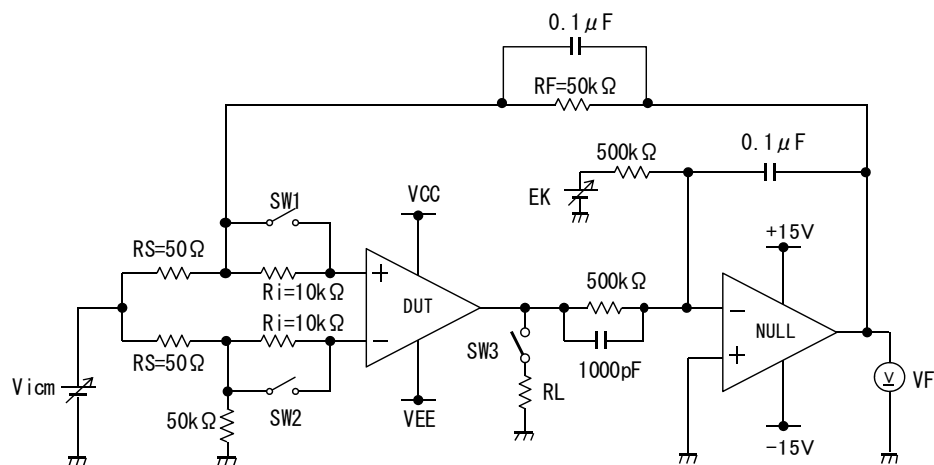 0.1μF
RF=50kΩ
0.1μF
500kΩ
EK
SW1
VCC
+15V
RS=50Ω
Ri=10kΩ
DUT
500kΩ
NULL
Ri=10kΩ
RS=50Ω
SW3
1000pF
Vicm
SW2
RL
V
VF
50kΩ
VEE
-15V